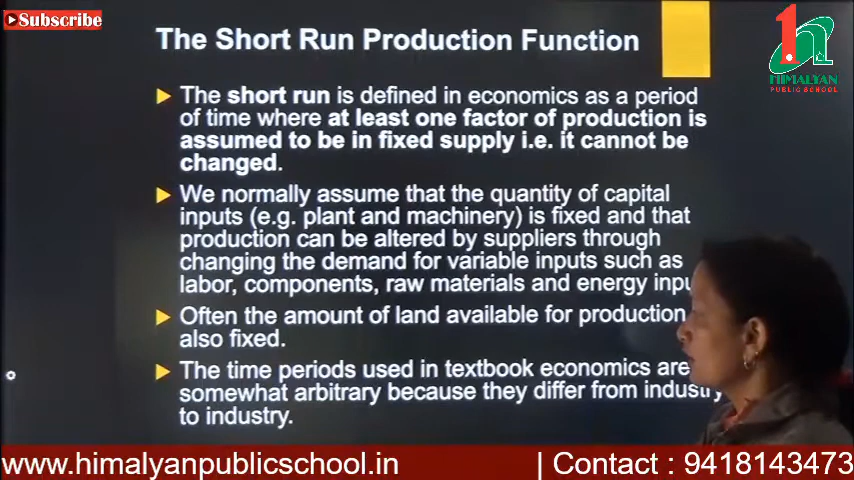 Subscribe
The Short Run Production Function
The short run is defined in economics as a period
of time where at least one factor of production is
assumed to be in fixed supply i.e. it cannot be
changed.
We normally assume that the quantity of capital
inputs (e.g. plant and machinery) is fixed and that
production can be altered by suppliers through
changing the demand for variable inputs such as
labor, components, raw materials and energy inpu
Often the amount of land available for production
also fixed.
The time periods used in textbook economics are
somewhat arbitrary because they differ from industry
to industry.
HIMALYAN
PUBLIC SCHOOL
www.himalyanpublicschool.in
| Contact : 9418143473